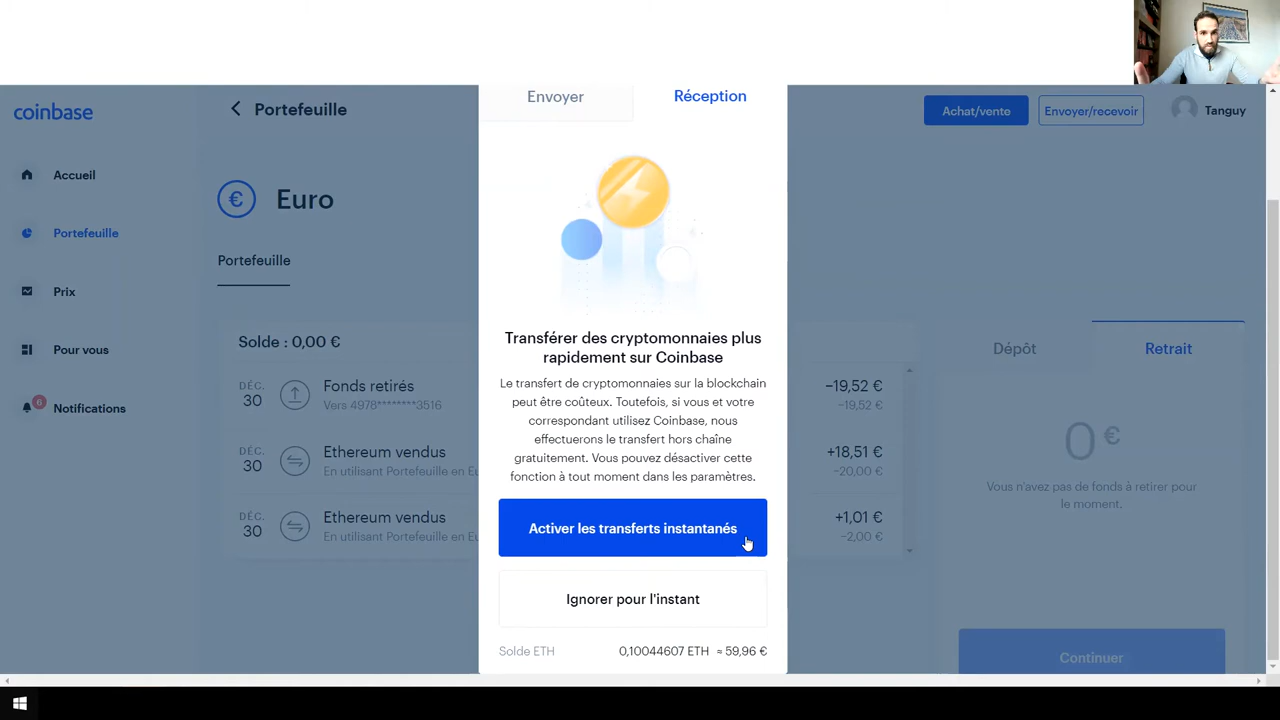 coinbase
Portefeuille
Envoyer
Réception
Achat/vente
Envoyer/recevoir
Tanguy
Accueil
Portefeuille
Prix
Pour vous
6
Notifications
€
Euro
Portefeuille
Solde : 0,00 €
DÉC.
30
Fonds retirés
Vers 4978********3516
−19,52 €
−19,52 €
DÉC.
30
Ethereum vendus
En utilisant Portefeuille en Eu
+18,51 €
−20,00 €
DÉC.
30
Ethereum vendus
En utilisant Portefeuille en Eu
+1,01 €
−2,00 €
Transférer des cryptomonnaies plus
rapidement sur Coinbase
Le transfert de cryptomonnaies sur la blockchain
peut être coûteux. Toutefois, si vous et votre
correspondant utilisez Coinbase, nous
effectuerons le transfert hors chaîne
gratuitement. Vous pouvez désactiver cette
fonction à tout moment dans les paramètres.
Activer les transferts instantanés
Ignorer pour l'instant
Solde ETH
0,10044607 ETH ≈ 59,96 €
Dépôt
Retrait
0 €
Vous n'avez pas de fonds à retirer pour
le moment.
Continuer